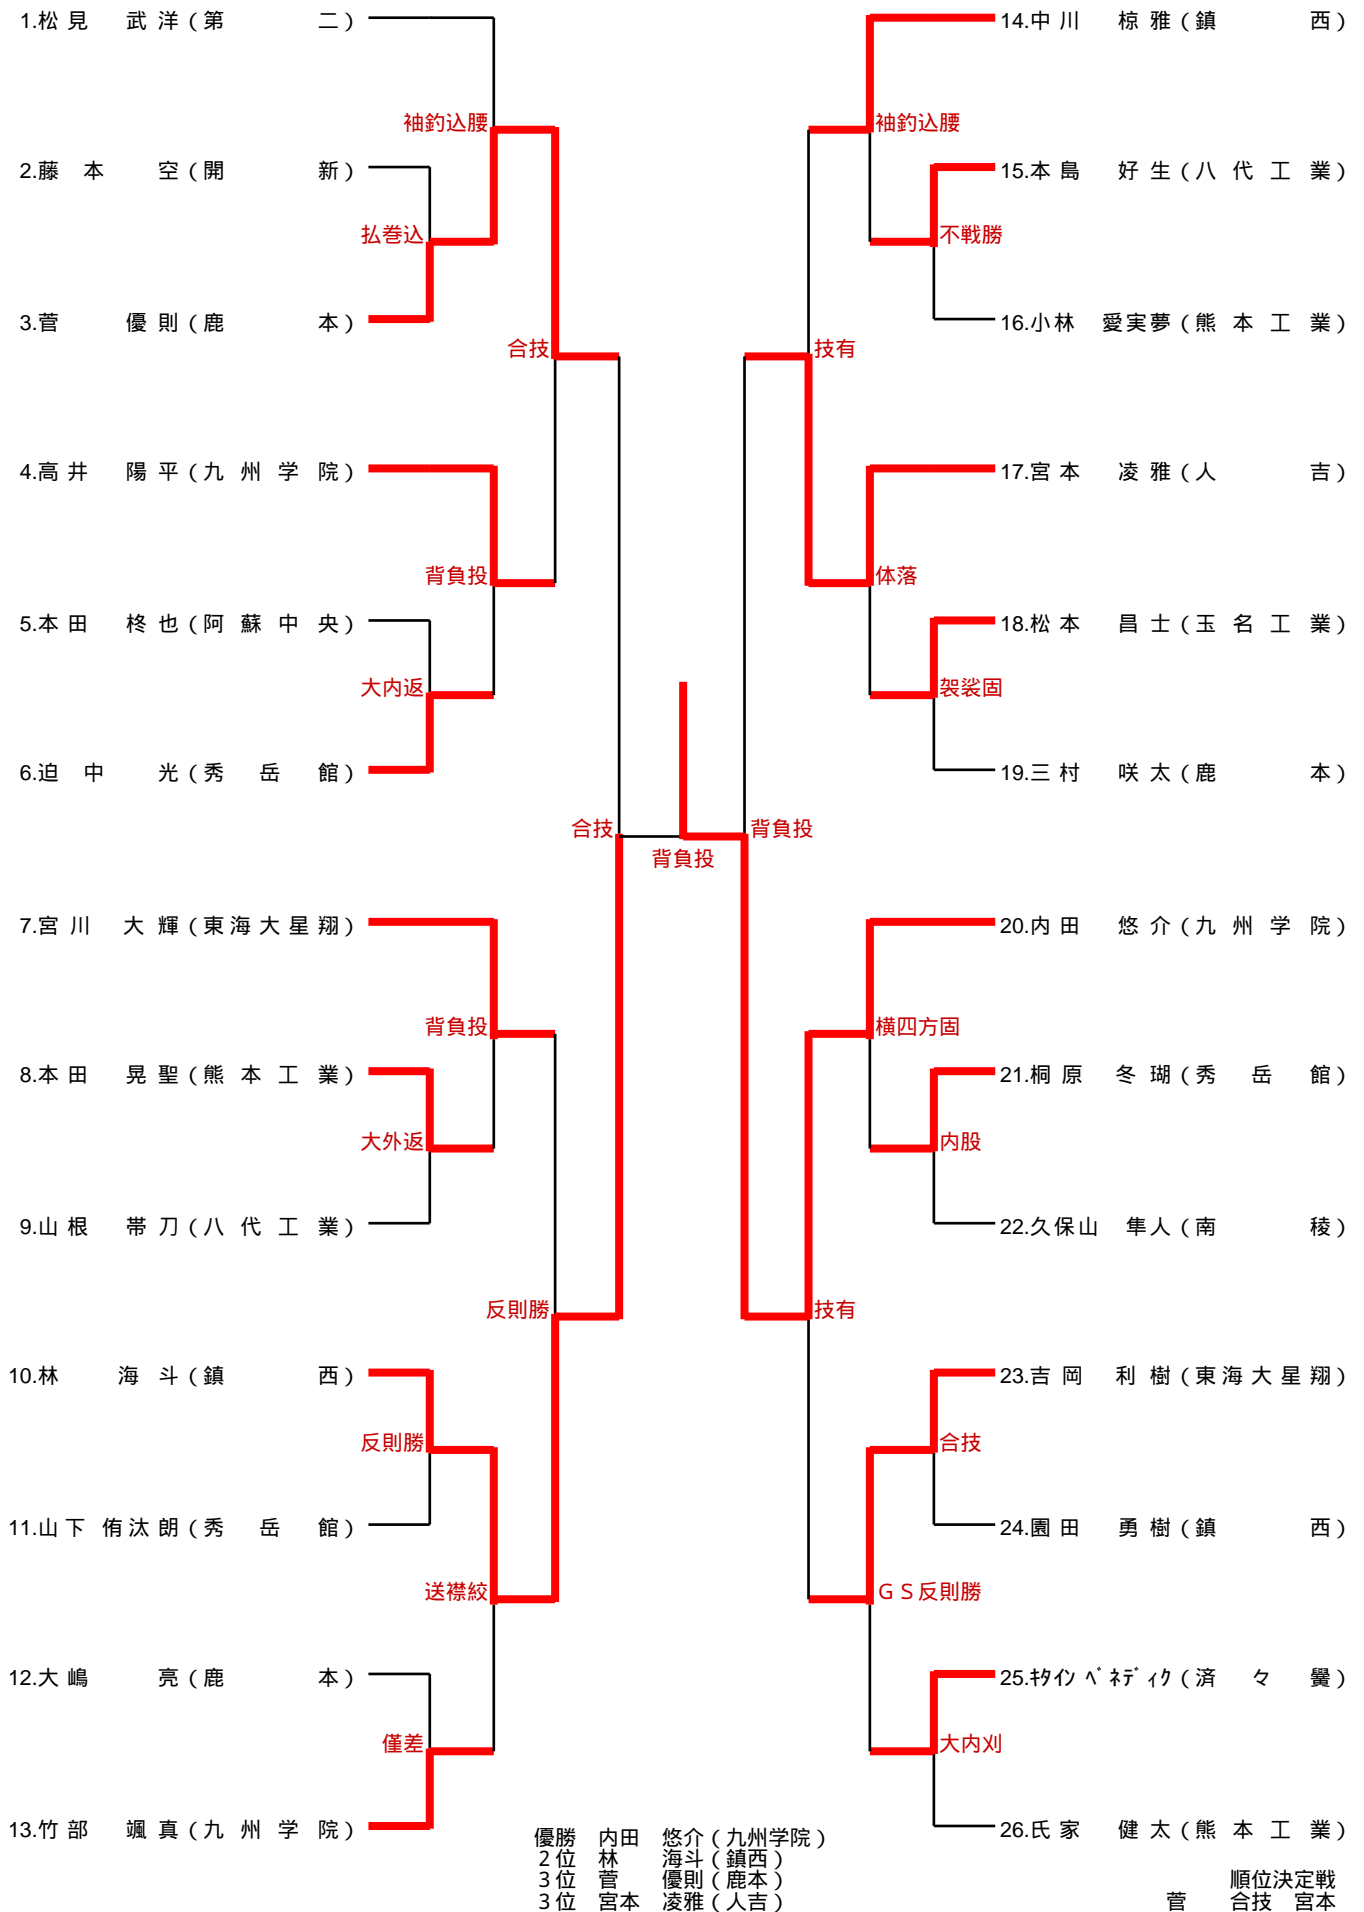 1.松見　武洋（第　　二）
袖釣込腰
2.藤本　空（開　　新）
払巻込
3.菅　優則（鹿　　本）
合技
4.高井　陽平（九州学院）
背負投
5.本田　柊也（阿蘇中央）
大内返
6.迫中　光（秀岳館）
合技
背負投
7.宮川　大輝（東海大星翔）
背負投
8.本田　晃聖（熊本工業）
大外返
9.山根　帯刀（八代工業）
反則勝
10.林　海斗（鎮　　西）
反則勝
11.山下　侑汰朗（秀岳館）
送襟絞
12.大嶋　亮（鹿　　本）
僅差
13.竹部　颯真（九州学院）
14.中川　椋雅（鎮　　西）
袖釣込腰
15.本島　好生（八代工業）
不戦勝
16.小林　愛実夢（熊本工業）
技有
17.宮本　凌雅（人　　吉）
体落
18.松本　昌士（玉名工業）
袈裟固
19.三村　咲太（鹿　　本）
背負投
20.内田　悠介（九州学院）
横四方固
21.桐原　冬瑚（秀岳館）
内股
22.久保山　隼人（南　　稜）
技有
23.吉岡　利樹（東海大星翔）
合技
24.園田　勇樹（鎮　　西）
ＧＳ反則勝
25.ｷﾀｲﾝ ﾍﾞﾈﾃﾞｨｸ（済々黌）
大内刈
26.氏家　健太（熊本工業）
優勝　内田　悠介（九州学院）
２位　林　　海斗（鎮西）
３位　菅　　優則（鹿本）
３位　宮本　凌雅（人吉）
順位決定戦
菅　　合技　宮本